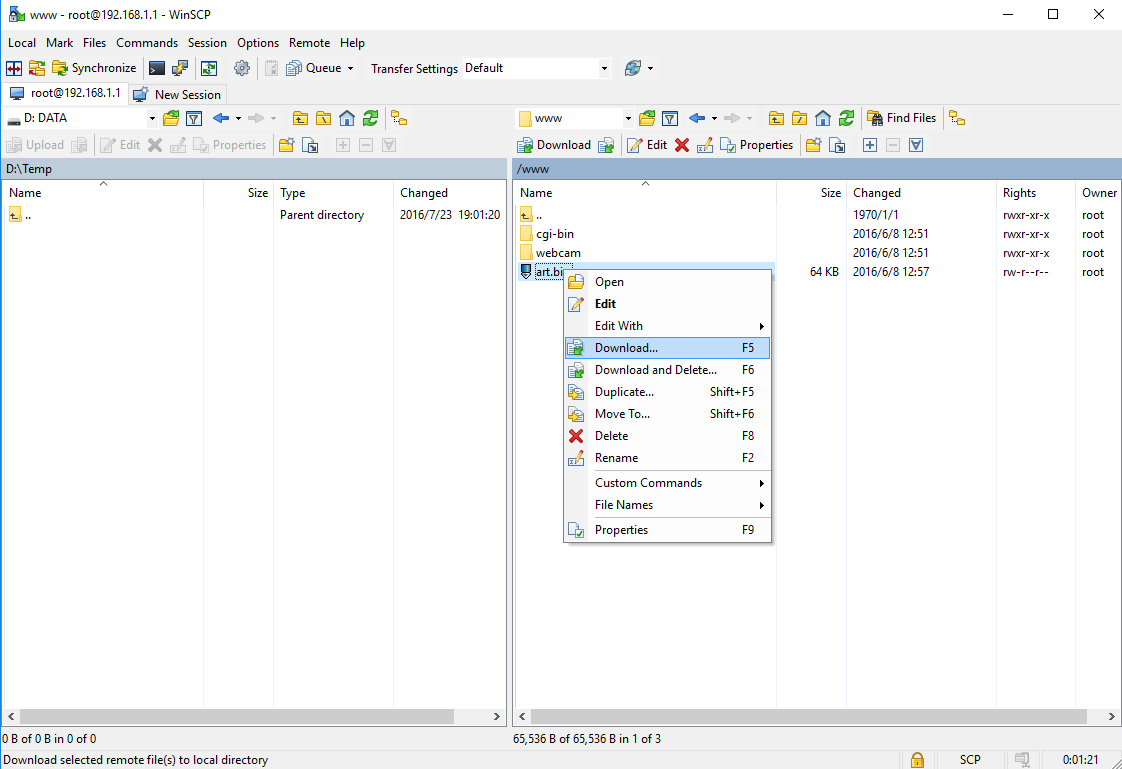 www - root@192.168.1.1 - WinSCP
Local Mark Files Commands Session Options Remote Help
Synchronize Queue Transfer Settings Default
root@192.168.1.1 New Session
D: DATA www Find Files
Upload Edit Properties Download Edit Properties
D:\Temp /www
Name Size Type Changed Name Size Changed Rights Owner
.. Parent directory 2016/7/23 19:01:20 .. 1970/1/1 rwxr-xr-x root
cgi-bin 2016/6/8 12:51 rwxr-xr-x root
webcam 2016/6/8 12:51 rwxr-xr-x root
art.bi 64 KB 2016/6/8 12:57 rw-r--r-- root
Open
Edit
Edit With
Download... F5
Download and Delete... F6
Duplicate... Shift+F5
Move To... Shift+F6
Delete F8
Rename F2
Custom Commands
File Names
Properties F9
0 B of 0 B in 0 of 0 65,536 B of 65,536 B in 1 of 3
Download selected remote file(s) to local directory SCP 0:01:21